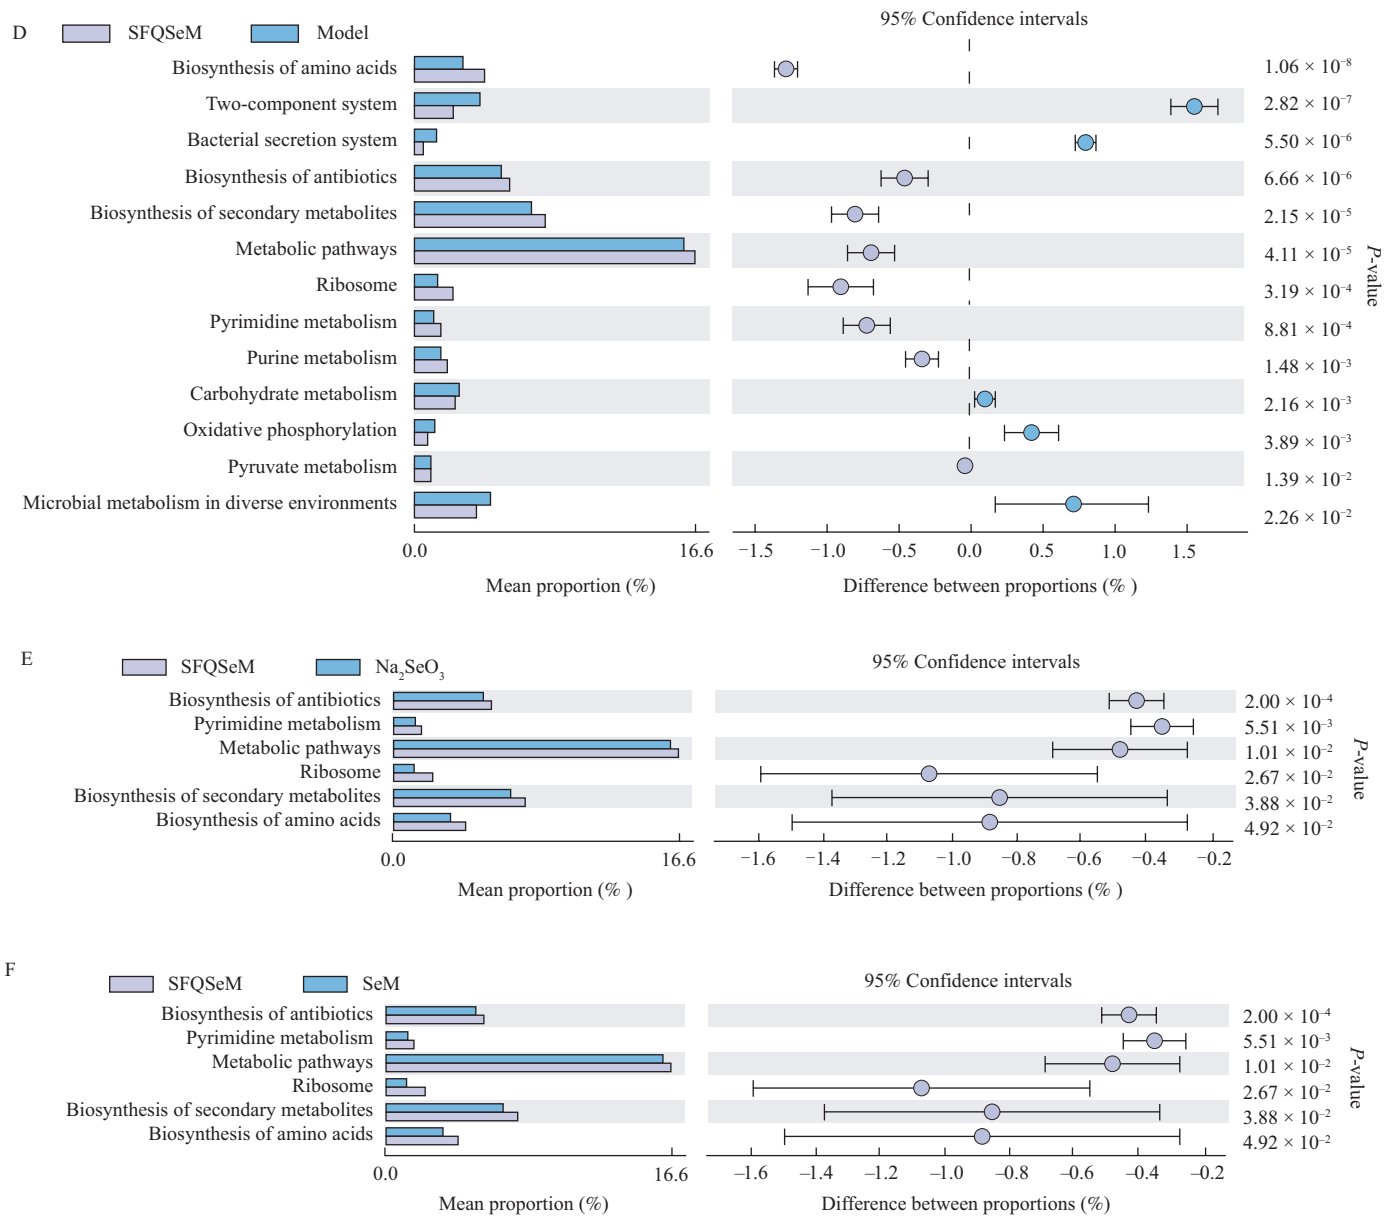 D SFQSeM Model 95% Confidence intervals
Biosynthesis of amino acids 1.06 × 10⁻⁸
Two-component system 2.82 × 10⁻⁷
Bacterial secretion system 5.50 × 10⁻⁶
Biosynthesis of antibiotics 6.66 × 10⁻⁶
Biosynthesis of secondary metabolites 2.15 × 10⁻⁵
Metabolic pathways 4.11 × 10⁻⁵
Ribosome 3.19 × 10⁻⁴
Pyrimidine metabolism 8.81 × 10⁻⁴
Purine metabolism 1.48 × 10⁻³
Carbohydrate metabolism 2.16 × 10⁻³
Oxidative phosphorylation 3.89 × 10⁻³
Pyruvate metabolism 1.39 × 10⁻²
Microbial metabolism in diverse environments 2.26 × 10⁻²
P-value
0.0 16.6 −1.5 −1.0 −0.5 0.0 0.5 1.0 1.5
Mean proportion (%) Difference between proportions (% )
E SFQSeM Na₂SeO₃ 95% Confidence intervals
Biosynthesis of antibiotics 2.00 × 10⁻⁴
Pyrimidine metabolism 5.51 × 10⁻³
Metabolic pathways 1.01 × 10⁻²
Ribosome 2.67 × 10⁻²
Biosynthesis of secondary metabolites 3.88 × 10⁻²
Biosynthesis of amino acids 4.92 × 10⁻²
P-value
0.0 16.6 −1.6 −1.4 −1.2 −1.0 −0.8 −0.6 −0.4 −0.2
Mean proportion (% ) Difference between proportions (% )
F SFQSeM SeM 95% Confidence intervals
Biosynthesis of antibiotics 2.00 × 10⁻⁴
Pyrimidine metabolism 5.51 × 10⁻³
Metabolic pathways 1.01 × 10⁻²
Ribosome 2.67 × 10⁻²
Biosynthesis of secondary metabolites 3.88 × 10⁻²
Biosynthesis of amino acids 4.92 × 10⁻²
P-value
0.0 16.6 −1.6 −1.4 −1.2 −1.0 −0.8 −0.6 −0.4 −0.2
Mean proportion (%) Difference between proportions (%)